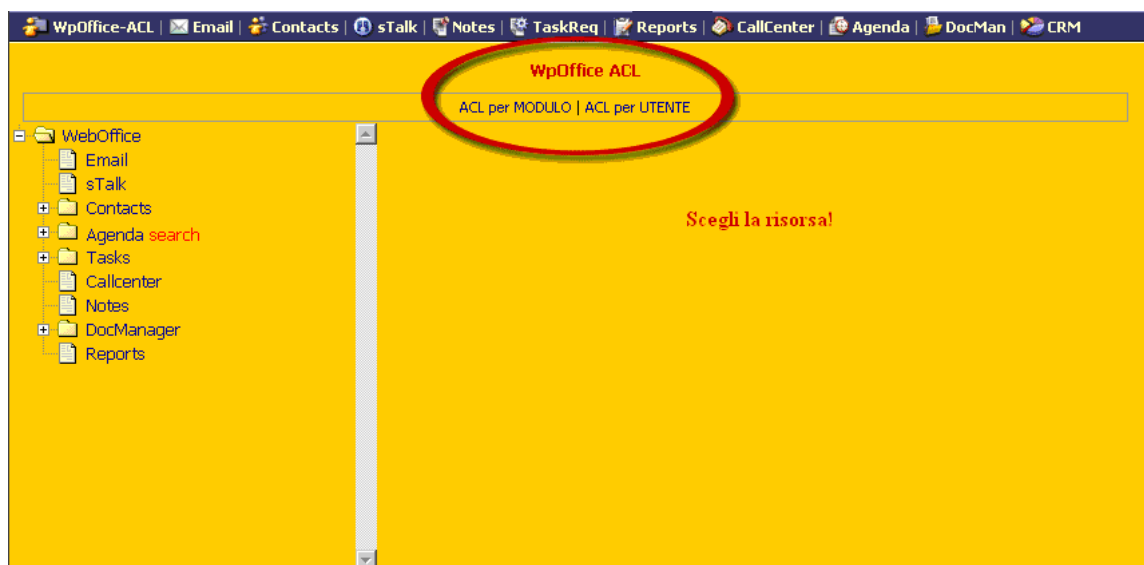 WpOffice-ACL | Email | Contacts | sTalk | Notes | TaskReq | Reports | CallCenter | Agenda | DocMan | CRM
WpOffice ACL
ACL per MODULO | ACL per UTENTE
WebOffice
Email
sTalk
Contacts
Agenda search
Tasks
Callcenter
Notes
DocManager
Reports
Scegli la risorsa!